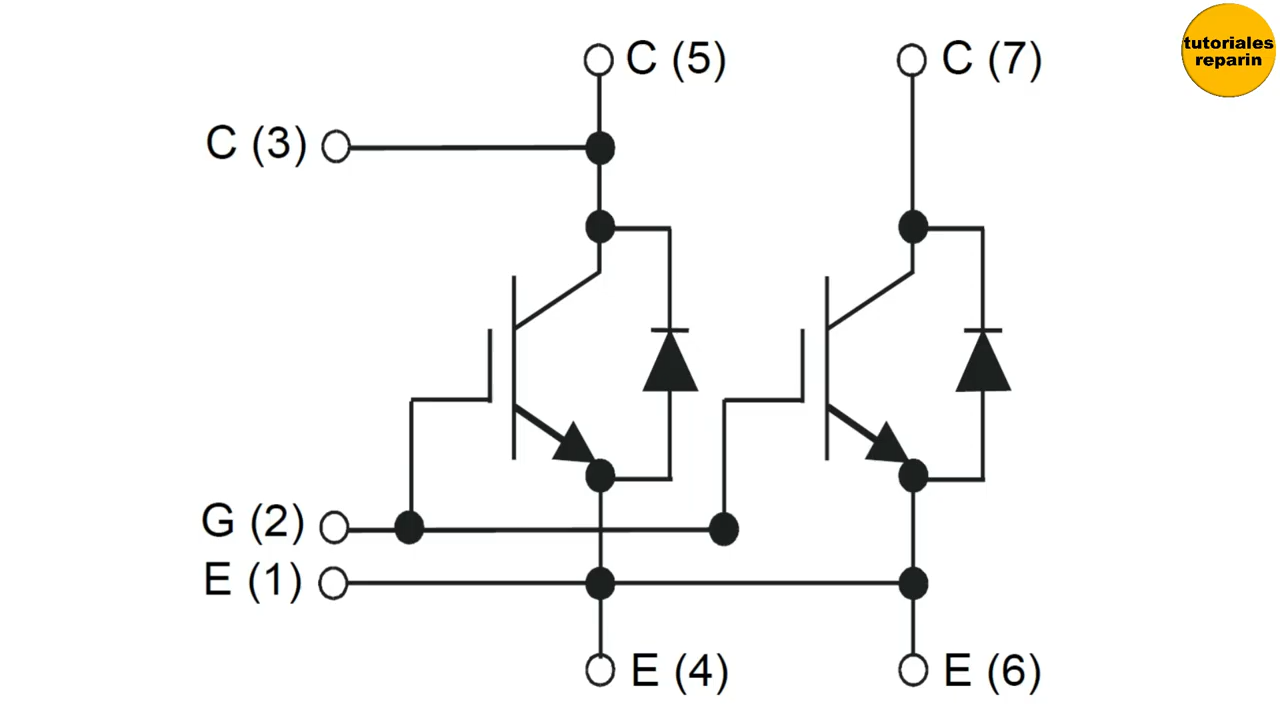 C (5)
C (7)
tutoriales
reparin
C (3)
G (2)
E (1)
E (4)
E (6)